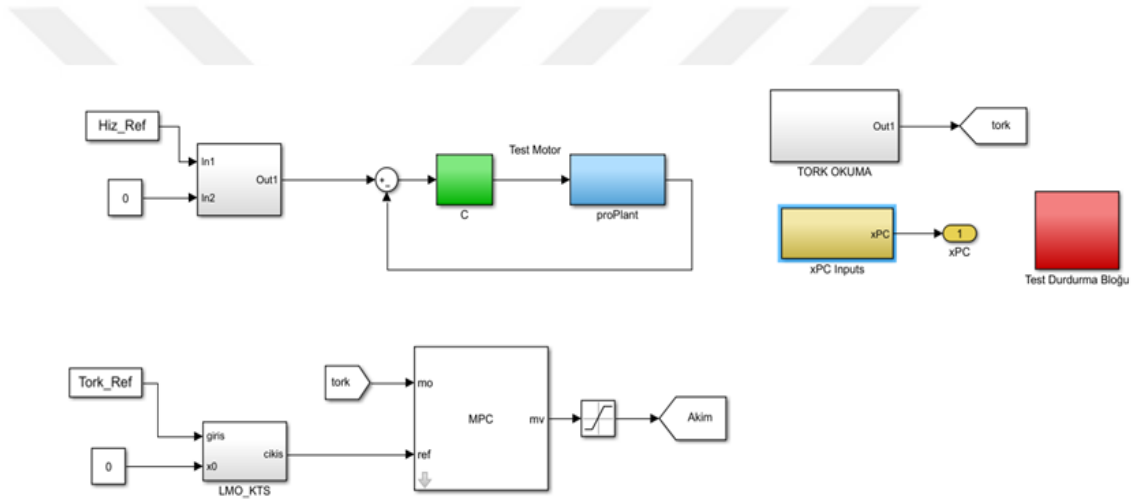 Hiz_Ref
In1
In2
Out1
0
+
-
Test Motor
C
proPlant
Out1
TORK OKUMA
tork
xPC
xPC Inputs
1
xPC
Test Durdurma Bloğu
Tork_Ref
0
giris
x0
cikis
LMO_KTS
tork
mo
ref
MPC
mv
Akim